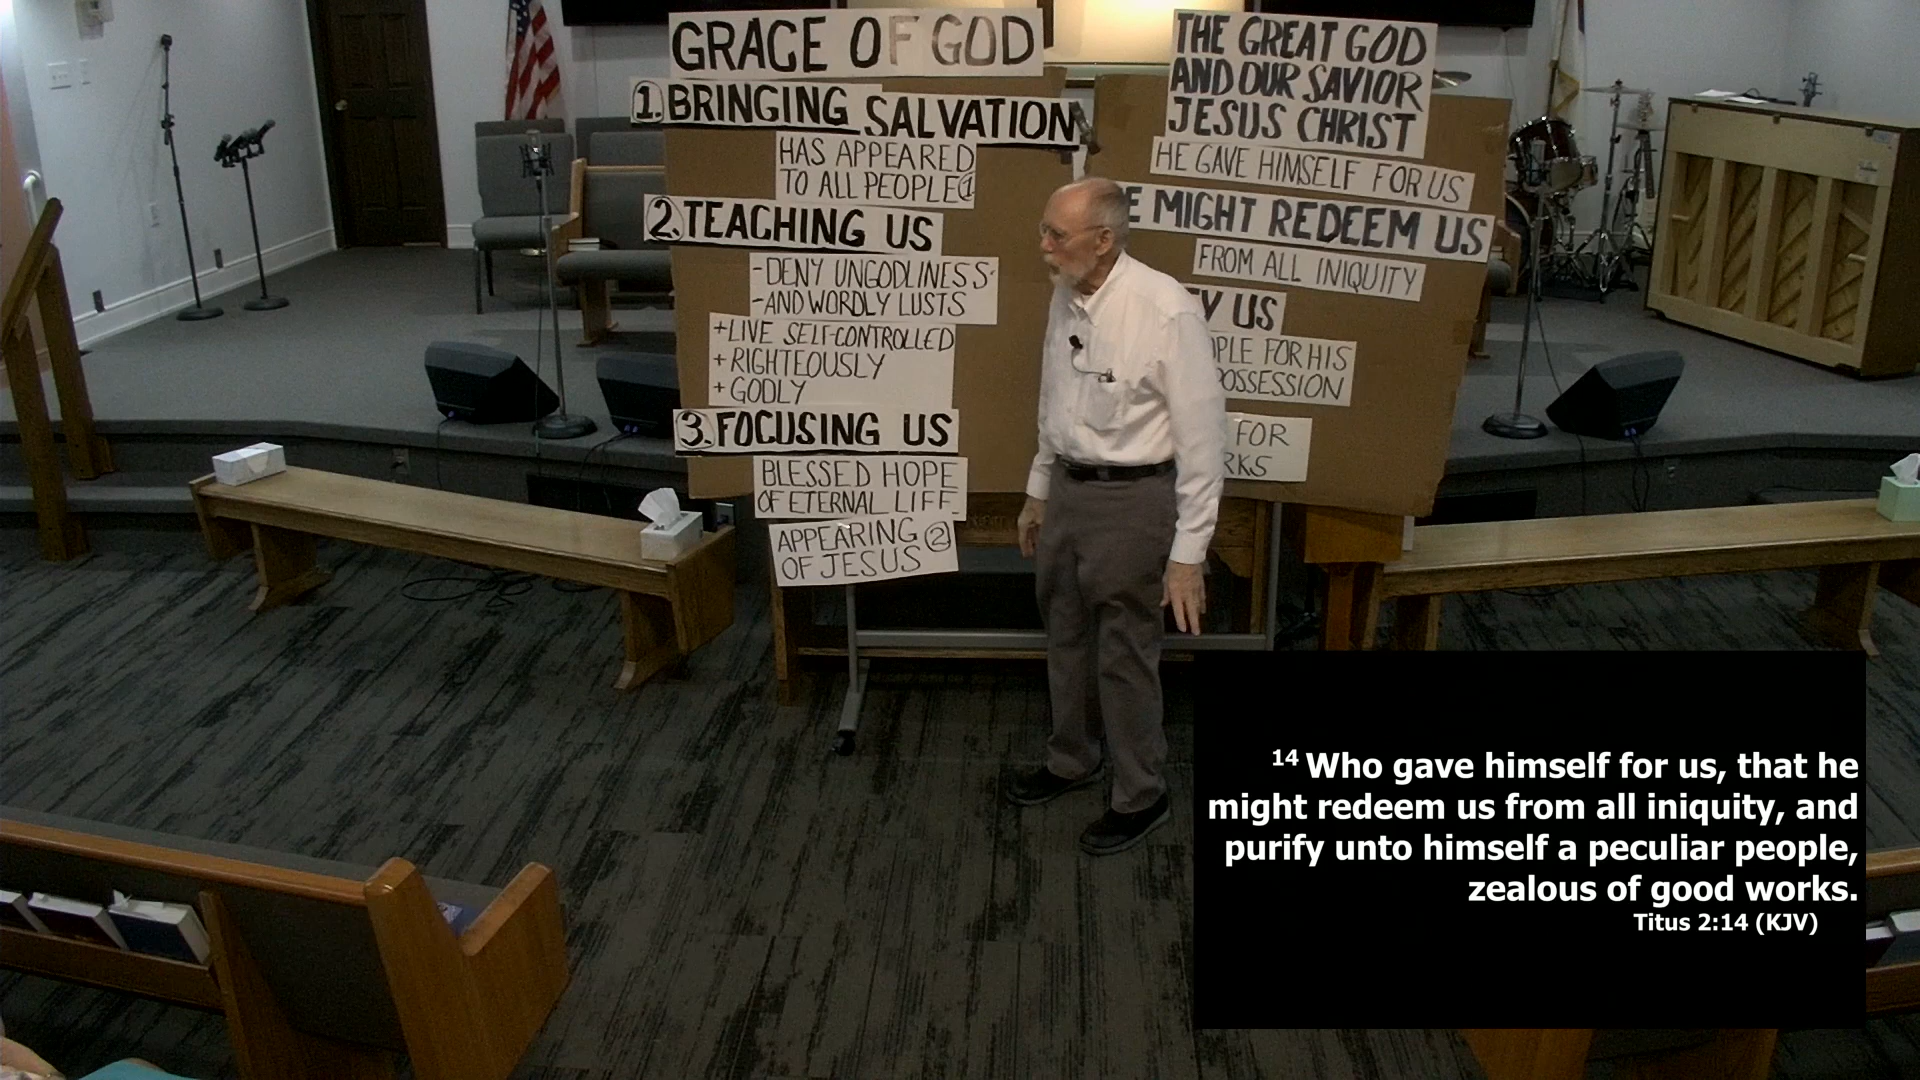 GRACE OF GOD
1. BRINGING SALVATION
HAS APPEARED
TO ALL PEOPLE 1
2. TEACHING US
-DENY UNGODLINESS
-AND WORDLY LUSTS
+LIVE SELF-CONTROLLED
+RIGHTEOUSLY
+GODLY
3. FOCUSING US
BLESSED HOPE
OF ETERNAL LIFE
APPEARING 2
OF JESUS
THE GREAT GOD
AND OUR SAVIOR
JESUS CHRIST
HE GAVE HIMSELF FOR US
MIGHT REDEEM US
FROM ALL INIQUITY
US
FOR HIS
POSSESSION
FOR
14 Who gave himself for us, that he
might redeem us from all iniquity, and
purify unto himself a peculiar people,
zealous of good works.
Titus 2:14 (KJV)